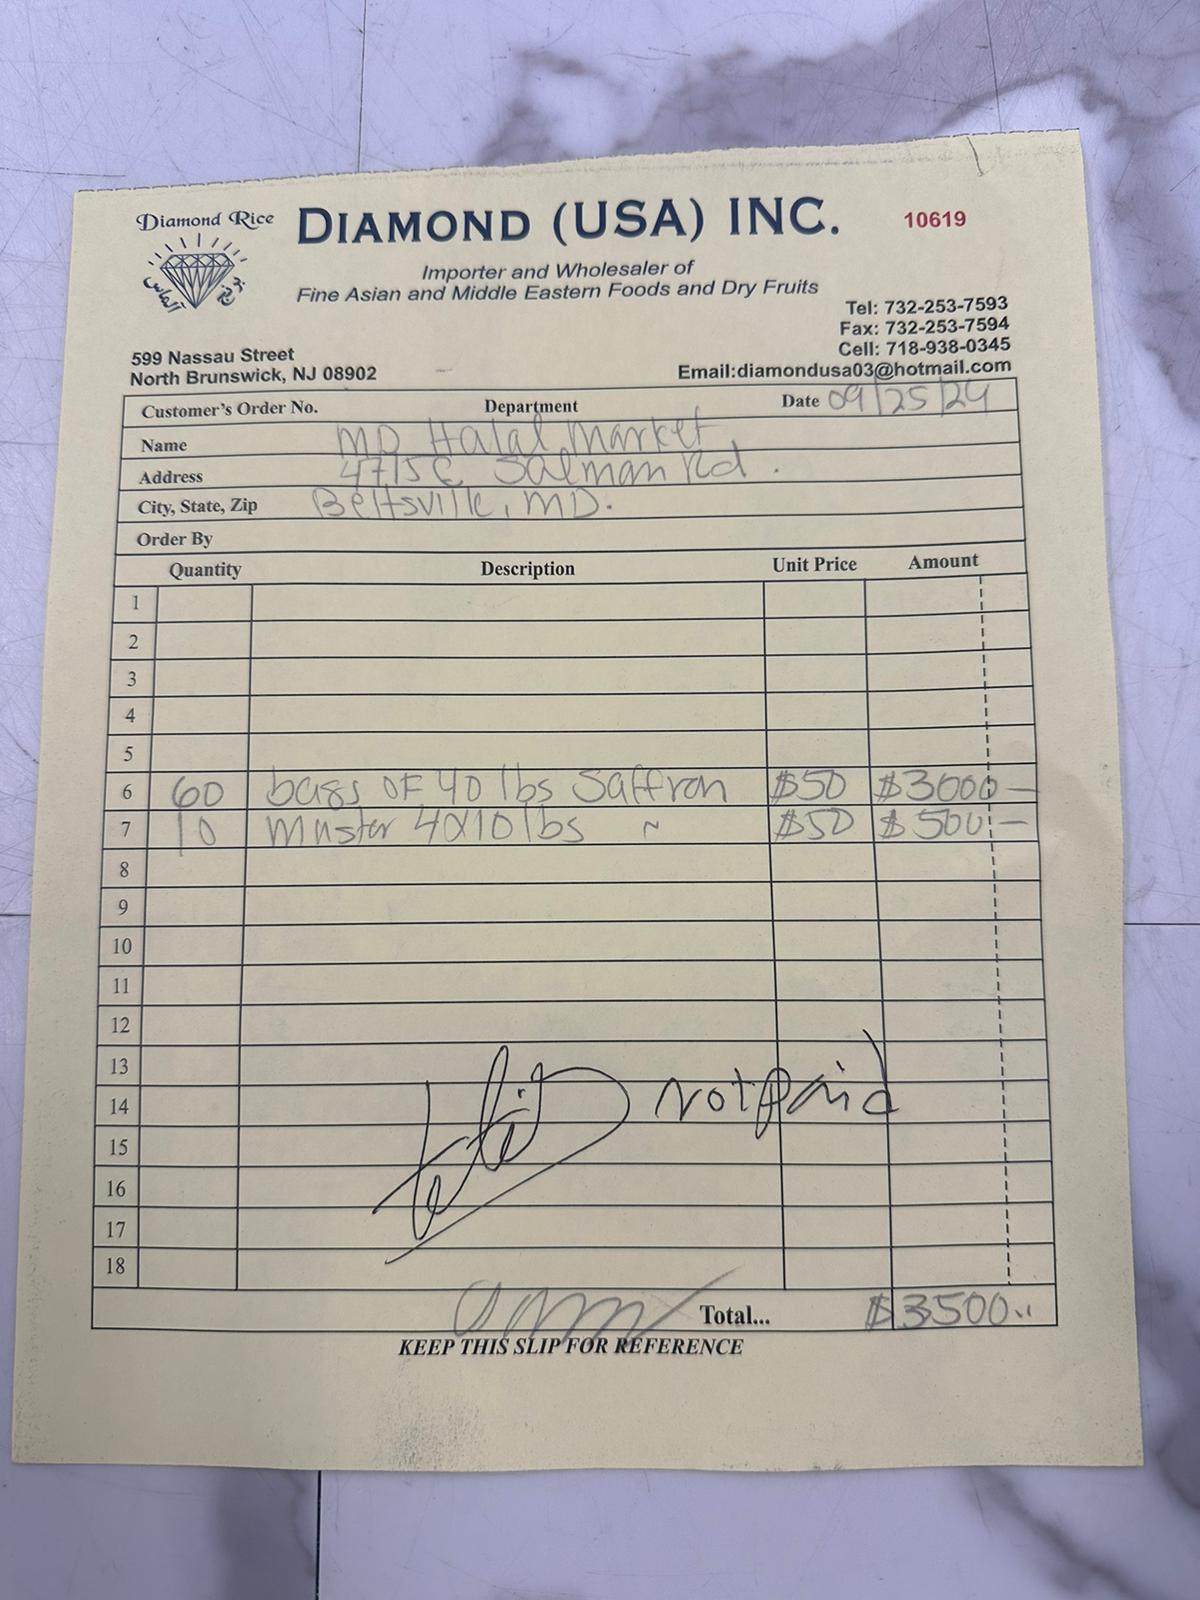 Diamond Rice
DIAMOND (USA) INC.
10619
Importer and Wholesaler of
Fine Asian and Middle Eastern Foods and Dry Fruits
الماس
Tel: 732-253-7593
Fax: 732-253-7594
Cell: 718-938-0345
599 Nassau Street
North Brunswick, NJ 08902
Email:diamondusa03@hotmail.com
Customer's Order No. Department Date 09/25/24
Name MD Halal Market
Address 4715C Salman Rd.
City, State, Zip Beltsville, MD.
Order By
Quantity Description Unit Price Amount
1
2
3
4
5
6 60 bags OF 40 lbs Saffron $50 $3000 —
7 10 Master 4X10 lbs ~ $50 $500 —
8
9
10
11
12
13
14 Not Paid
15
16
17
18
Total... $3500..
KEEP THIS SLIP FOR REFERENCE